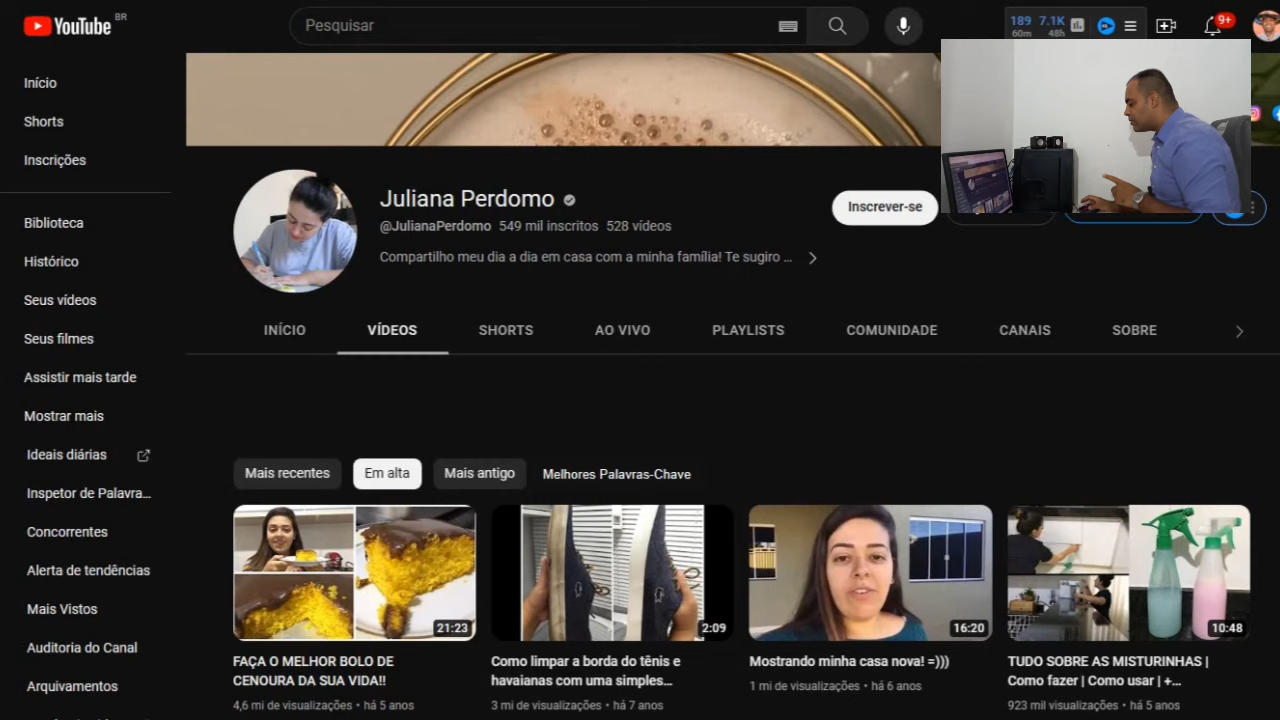 YouTube BR
Pesquisar
189 7.1K
60m 48h
9+
Início
Shorts
Inscrições
Biblioteca
Histórico
Seus vídeos
Seus filmes
Assistir mais tarde
Mostrar mais
Ideais diárias
Inspetor de Palavra...
Concorrentes
Alerta de tendências
Mais Vistos
Auditoria do Canal
Arquivamentos
Juliana Perdomo
@JulianaPerdomo 549 mil inscritos 528 vídeos
Compartilho meu dia a dia em casa com a minha família! Te sugiro ...
Inscrever-se
INÍCIO VÍDEOS SHORTS AO VIVO PLAYLISTS COMUNIDADE CANAIS SOBRE
Mais recentes Em alta Mais antigo Melhores Palavras-Chave
21:23
2:09
16:20
10:48
FAÇA O MELHOR BOLO DE
CENOURA DA SUA VIDA!!
4,6 mi de visualizações • há 5 anos
Como limpar a borda do tênis e
havaianas com uma simples...
3 mi de visualizações • há 7 anos
Mostrando minha casa nova! =)))
1 mi de visualizações • há 6 anos
TUDO SOBRE AS MISTURINHAS |
Como fazer | Como usar | +...
923 mil visualizações • há 5 anos